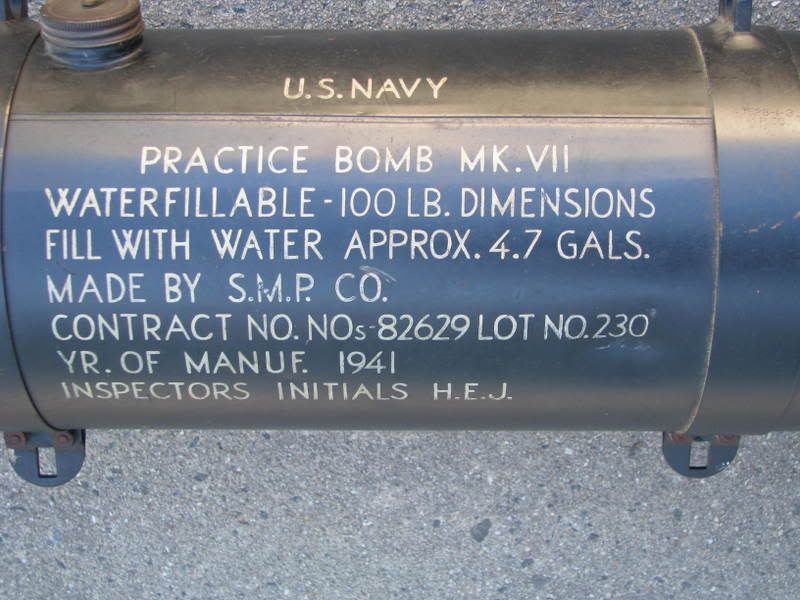 U.S. NAVY
PRACTICE BOMB MK. VII
WATERFILLABLE - 100 LB. DIMENSIONS
FILL WITH WATER APPROX. 4.7 GALS.
MADE BY S.M.P. CO.
CONTRACT NO. NOs-82629 LOT NO. 230
YR. OF MANUF. 1941
INSPECTORS INITIALS H.E.J.